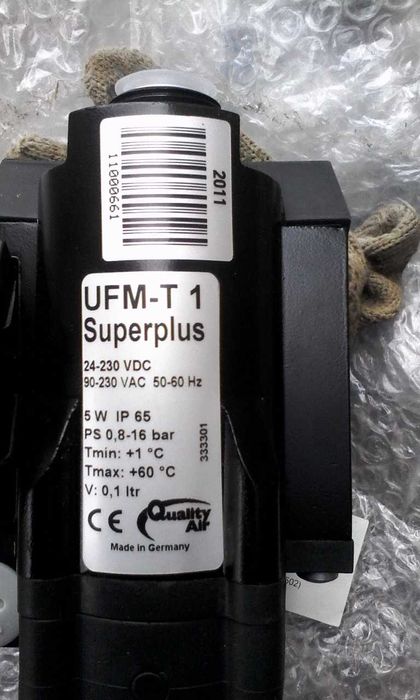 11000661
2011
UFM-T 1
Superplus
24-230 VDC
90-230 VAC 50-60 Hz
5 W IP 65
PS 0,8-16 bar
Tmin: +1 °C
Tmax: +60 °C
V: 0,1 ltr
333301
CE
Quality
Air
Made in Germany
502)